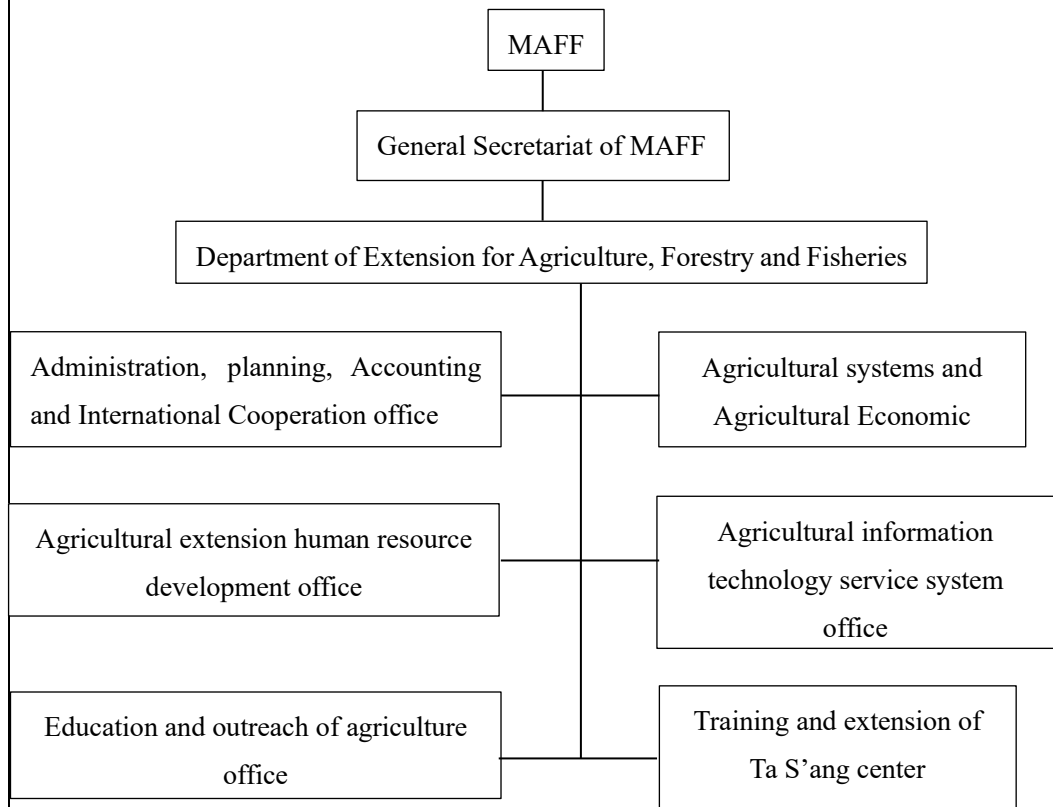 MAFF
General Secretariat of MAFF
Department of Extension for Agriculture, Forestry and Fisheries
Administration, planning, Accounting
and International Cooperation office
Agricultural systems and
Agricultural Economic
Agricultural extension human resource
development office
Agricultural information
technology service system
office
Education and outreach of agriculture
office
Training and extension of
Ta S’ang center